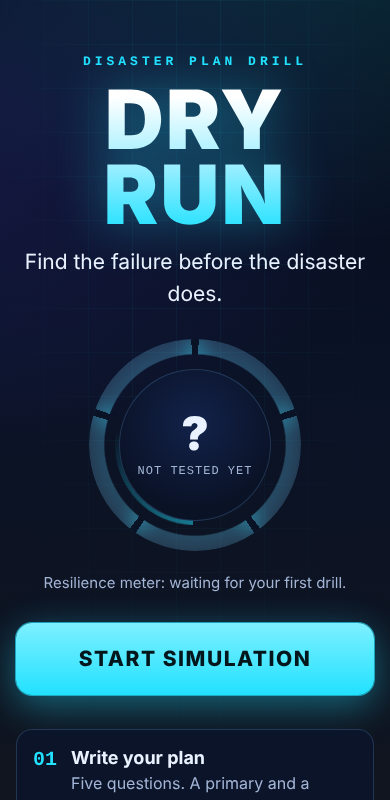 DISASTER PLAN DRILL
DRY
RUN
Find the failure before the disaster
does.
?
NOT TESTED YET
Resilience meter: waiting for your first drill.
START SIMULATION
01 Write your plan
Five questions. A primary and a